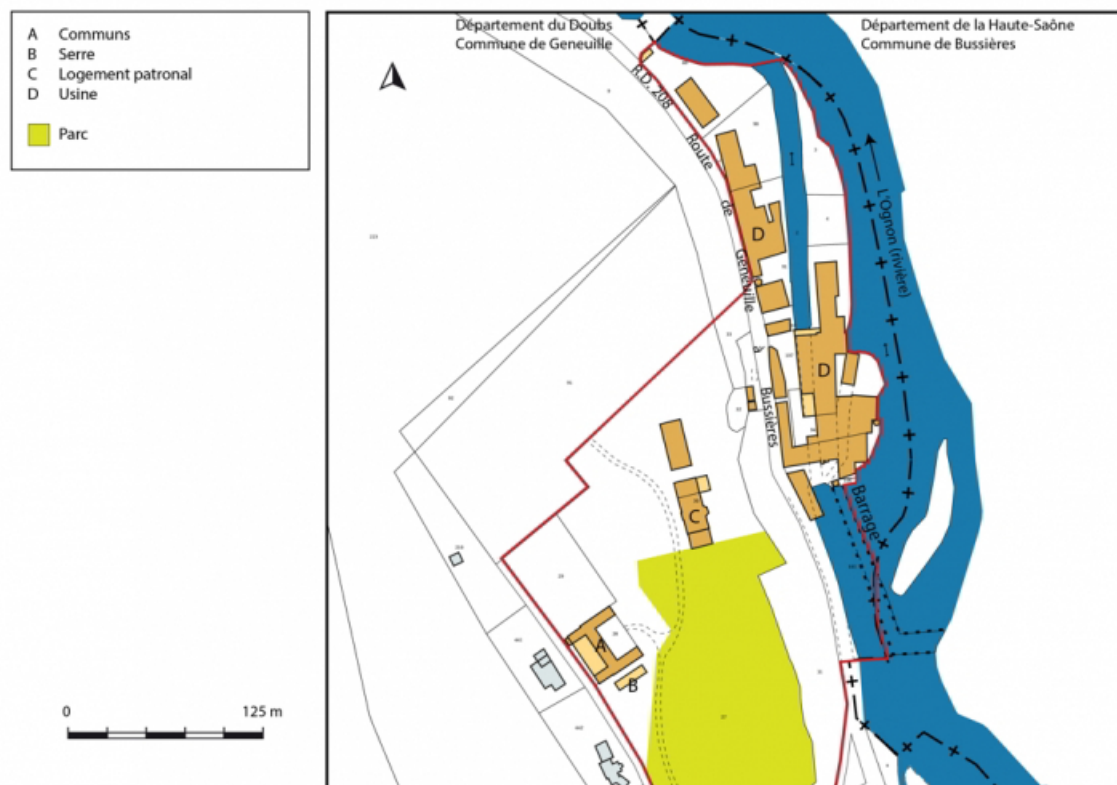 A Communs
B Serre
C Logement patronal
D Usine
Parc
Département du Doubs
Commune de Geneuille
Département de la Haute-Saône
Commune de Bussières
R.D. 208
Route
de
Geneuille
à
Bussières
L'Ognon (rivière)
D
D
Barrage
C
A
B
0 125 m